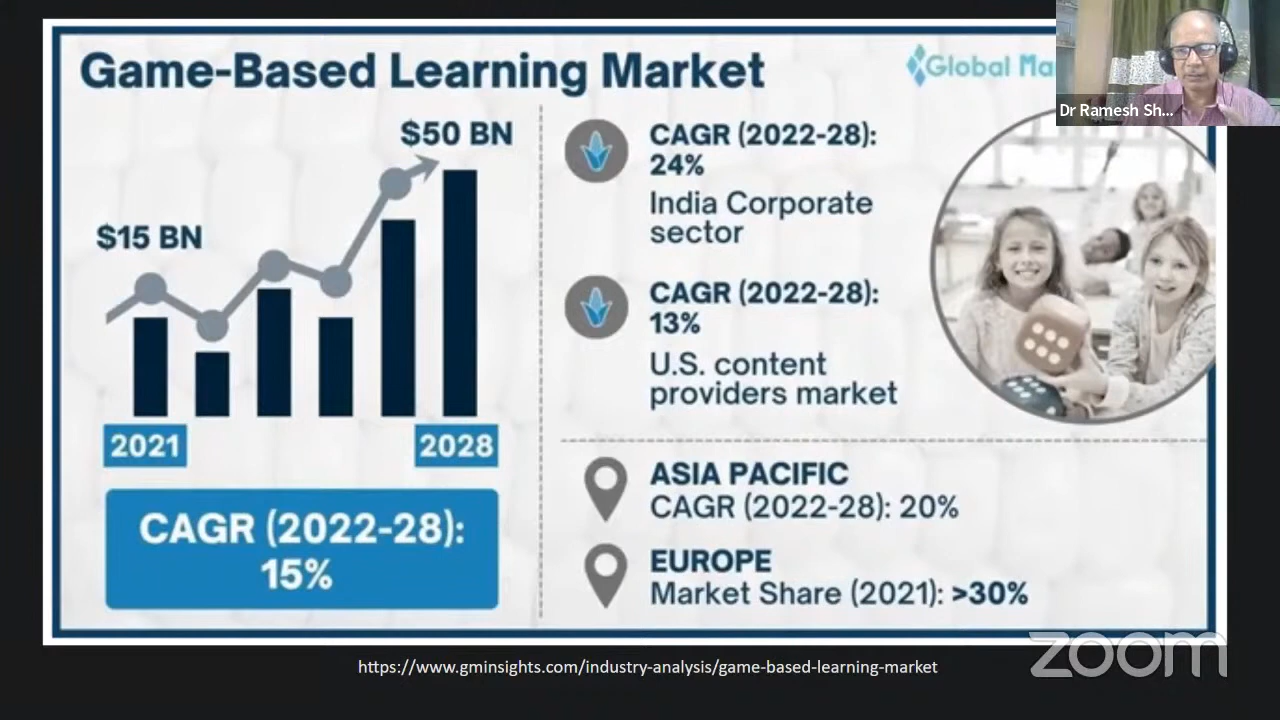 Game-Based Learning Market
Global Ma
Dr Ramesh Sh...
$50 BN
$15 BN
2021
2028
CAGR (2022-28):
15%
CAGR (2022-28):
24%
India Corporate
sector
CAGR (2022-28):
13%
U.S. content
providers market
ASIA PACIFIC
CAGR (2022-28): 20%
EUROPE
Market Share (2021): >30%
https://www.gminsights.com/industry-analysis/game-based-learning-market
zoom